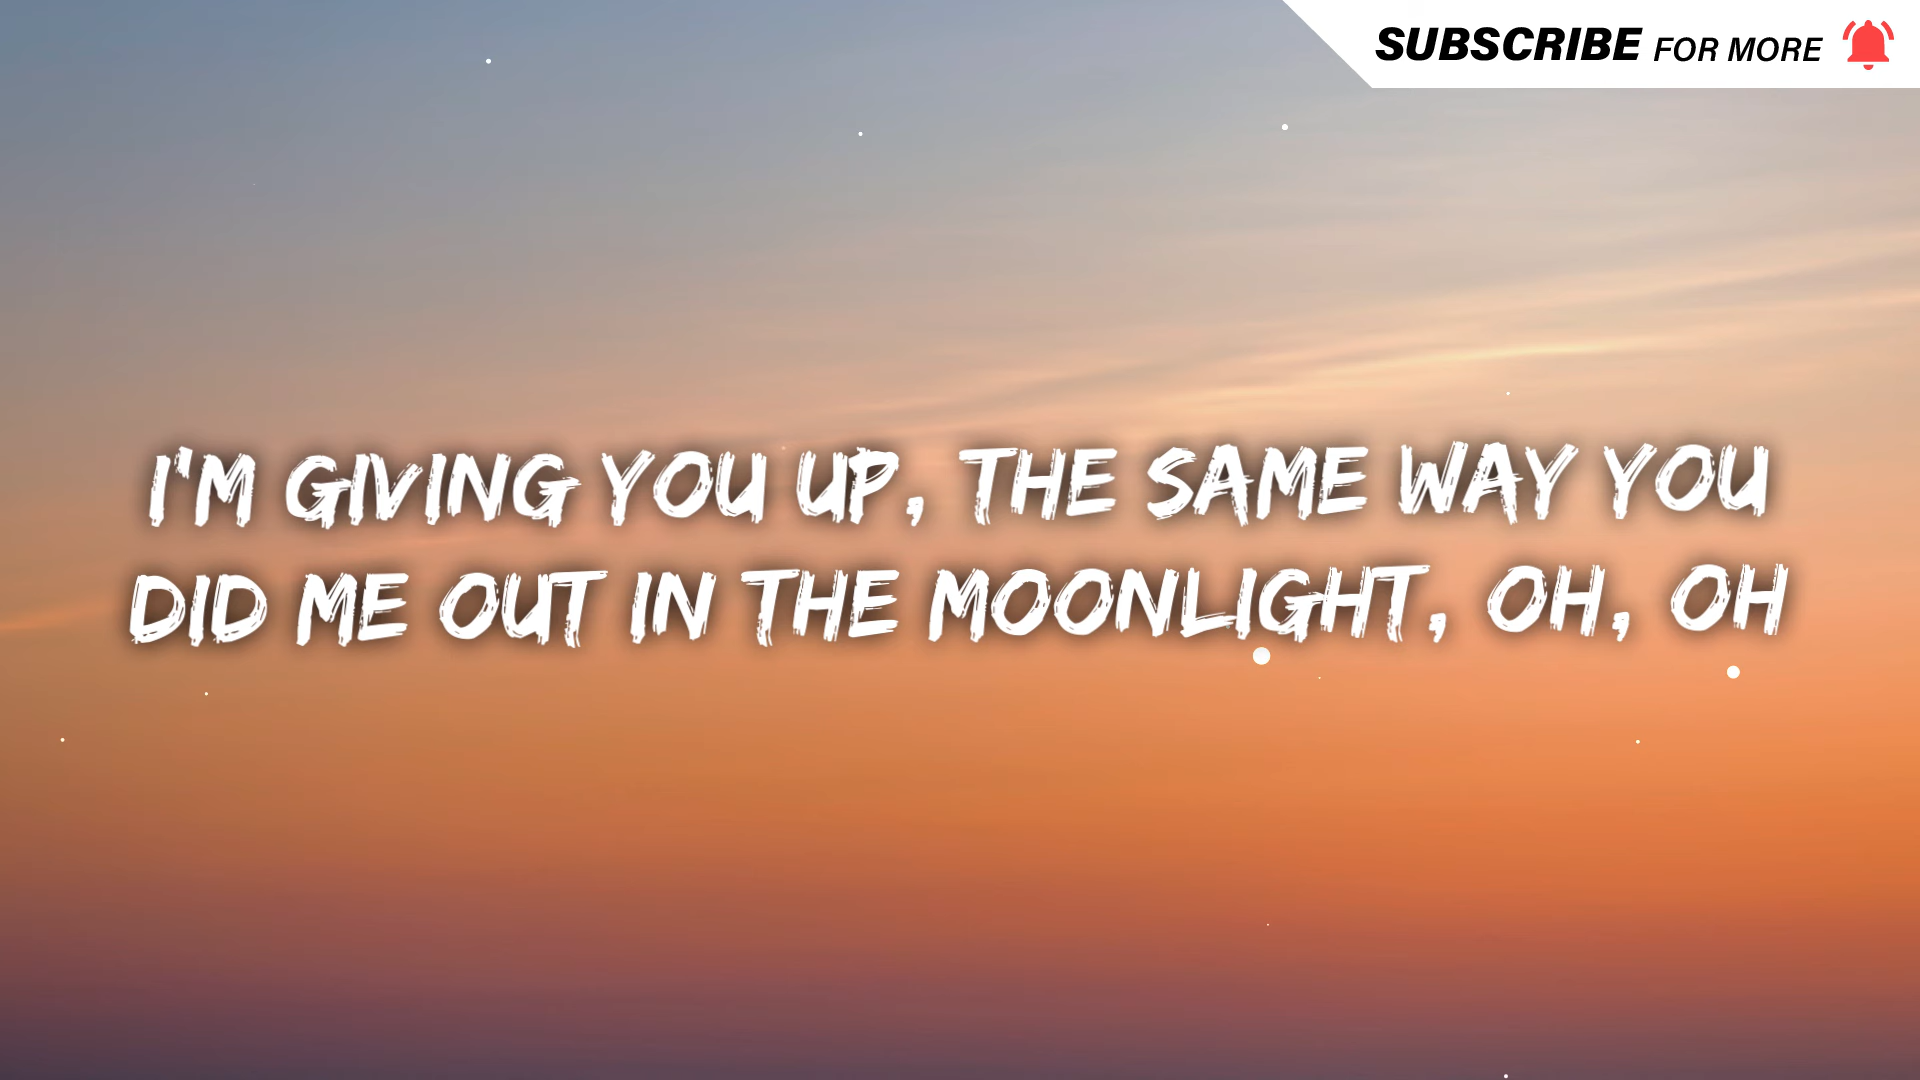 SUBSCRIBE FOR MORE
I'M GIVING YOU UP, THE SAME WAY YOU
DID ME OUT IN THE MOONLIGHT, OH, OH